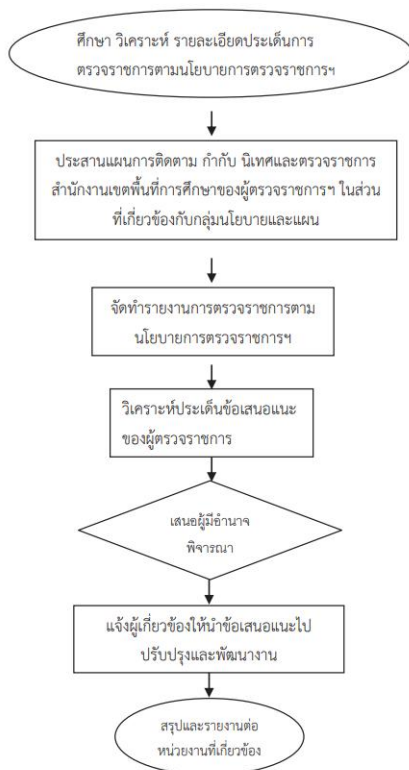 ศึกษา วิเคราะห์ รายละเอียดประเด็นการ
ตรวจราชการตามนโยบายการตรวจราชการฯ
ประสานแผนการติดตาม กำกับ นิเทศและตรวจราชการ
สำนักงานเขตพื้นที่การศึกษาของผู้ตรวจราชการฯ ในส่วน
ที่เกี่ยวข้องกับกลุ่มนโยบายและแผน
จัดทำรายงานการตรวจราชการตาม
นโยบายการตรวจราชการฯ
วิเคราะห์ประเด็นข้อเสนอแนะ
ของผู้ตรวจราชการ
เสนอผู้มีอำนาจ
พิจารณา
แจ้งผู้เกี่ยวข้องให้นำข้อเสนอแนะไป
ปรับปรุงและพัฒนางาน
สรุปและรายงานต่อ
หน่วยงานที่เกี่ยวข้อง